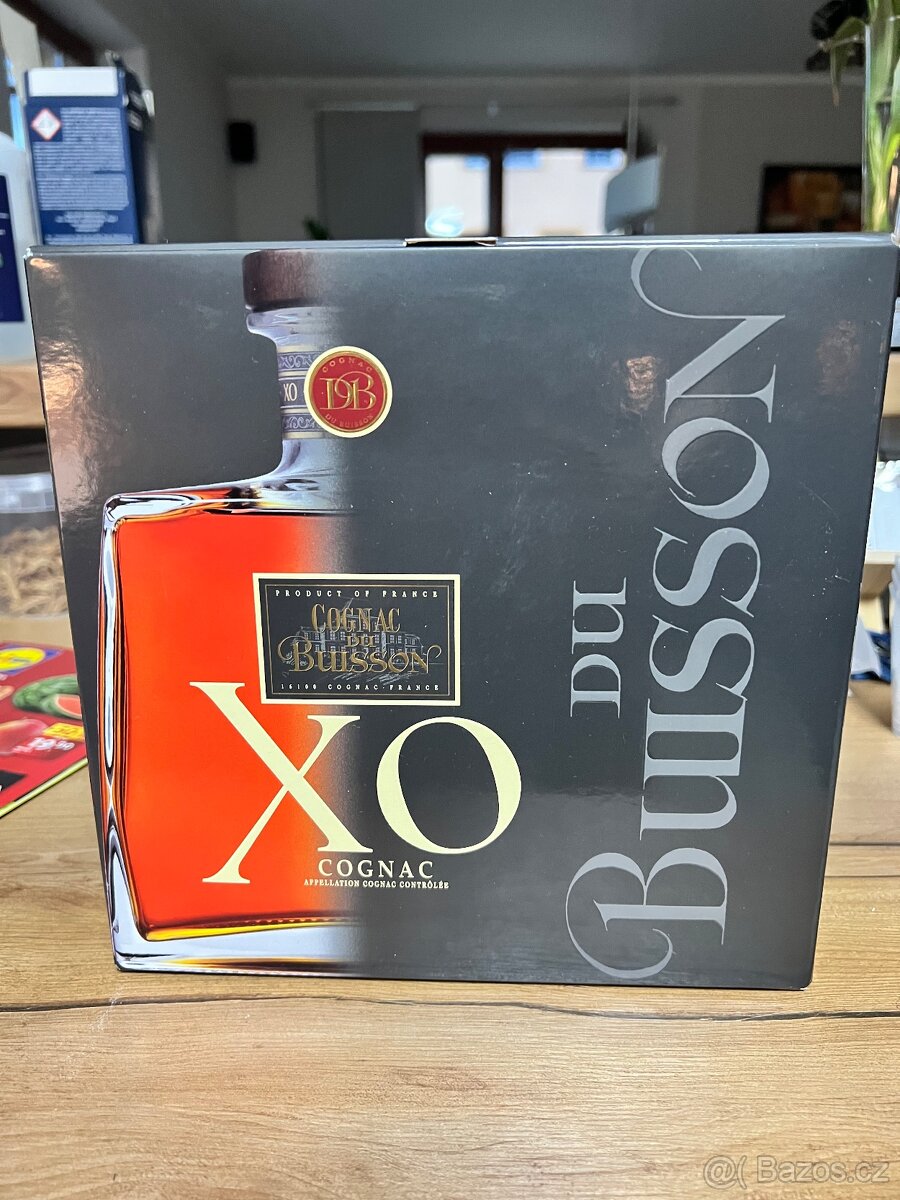 COGNAC
DB
DU BUISSON
XO
PRODUCT OF FRANCE
COGNAC
DU
BUISSON
16100 COGNAC - FRANCE
XO
COGNAC
APPELLATION COGNAC CONTRÔLÉE
DU
BUISSON
@( Bazos.cz